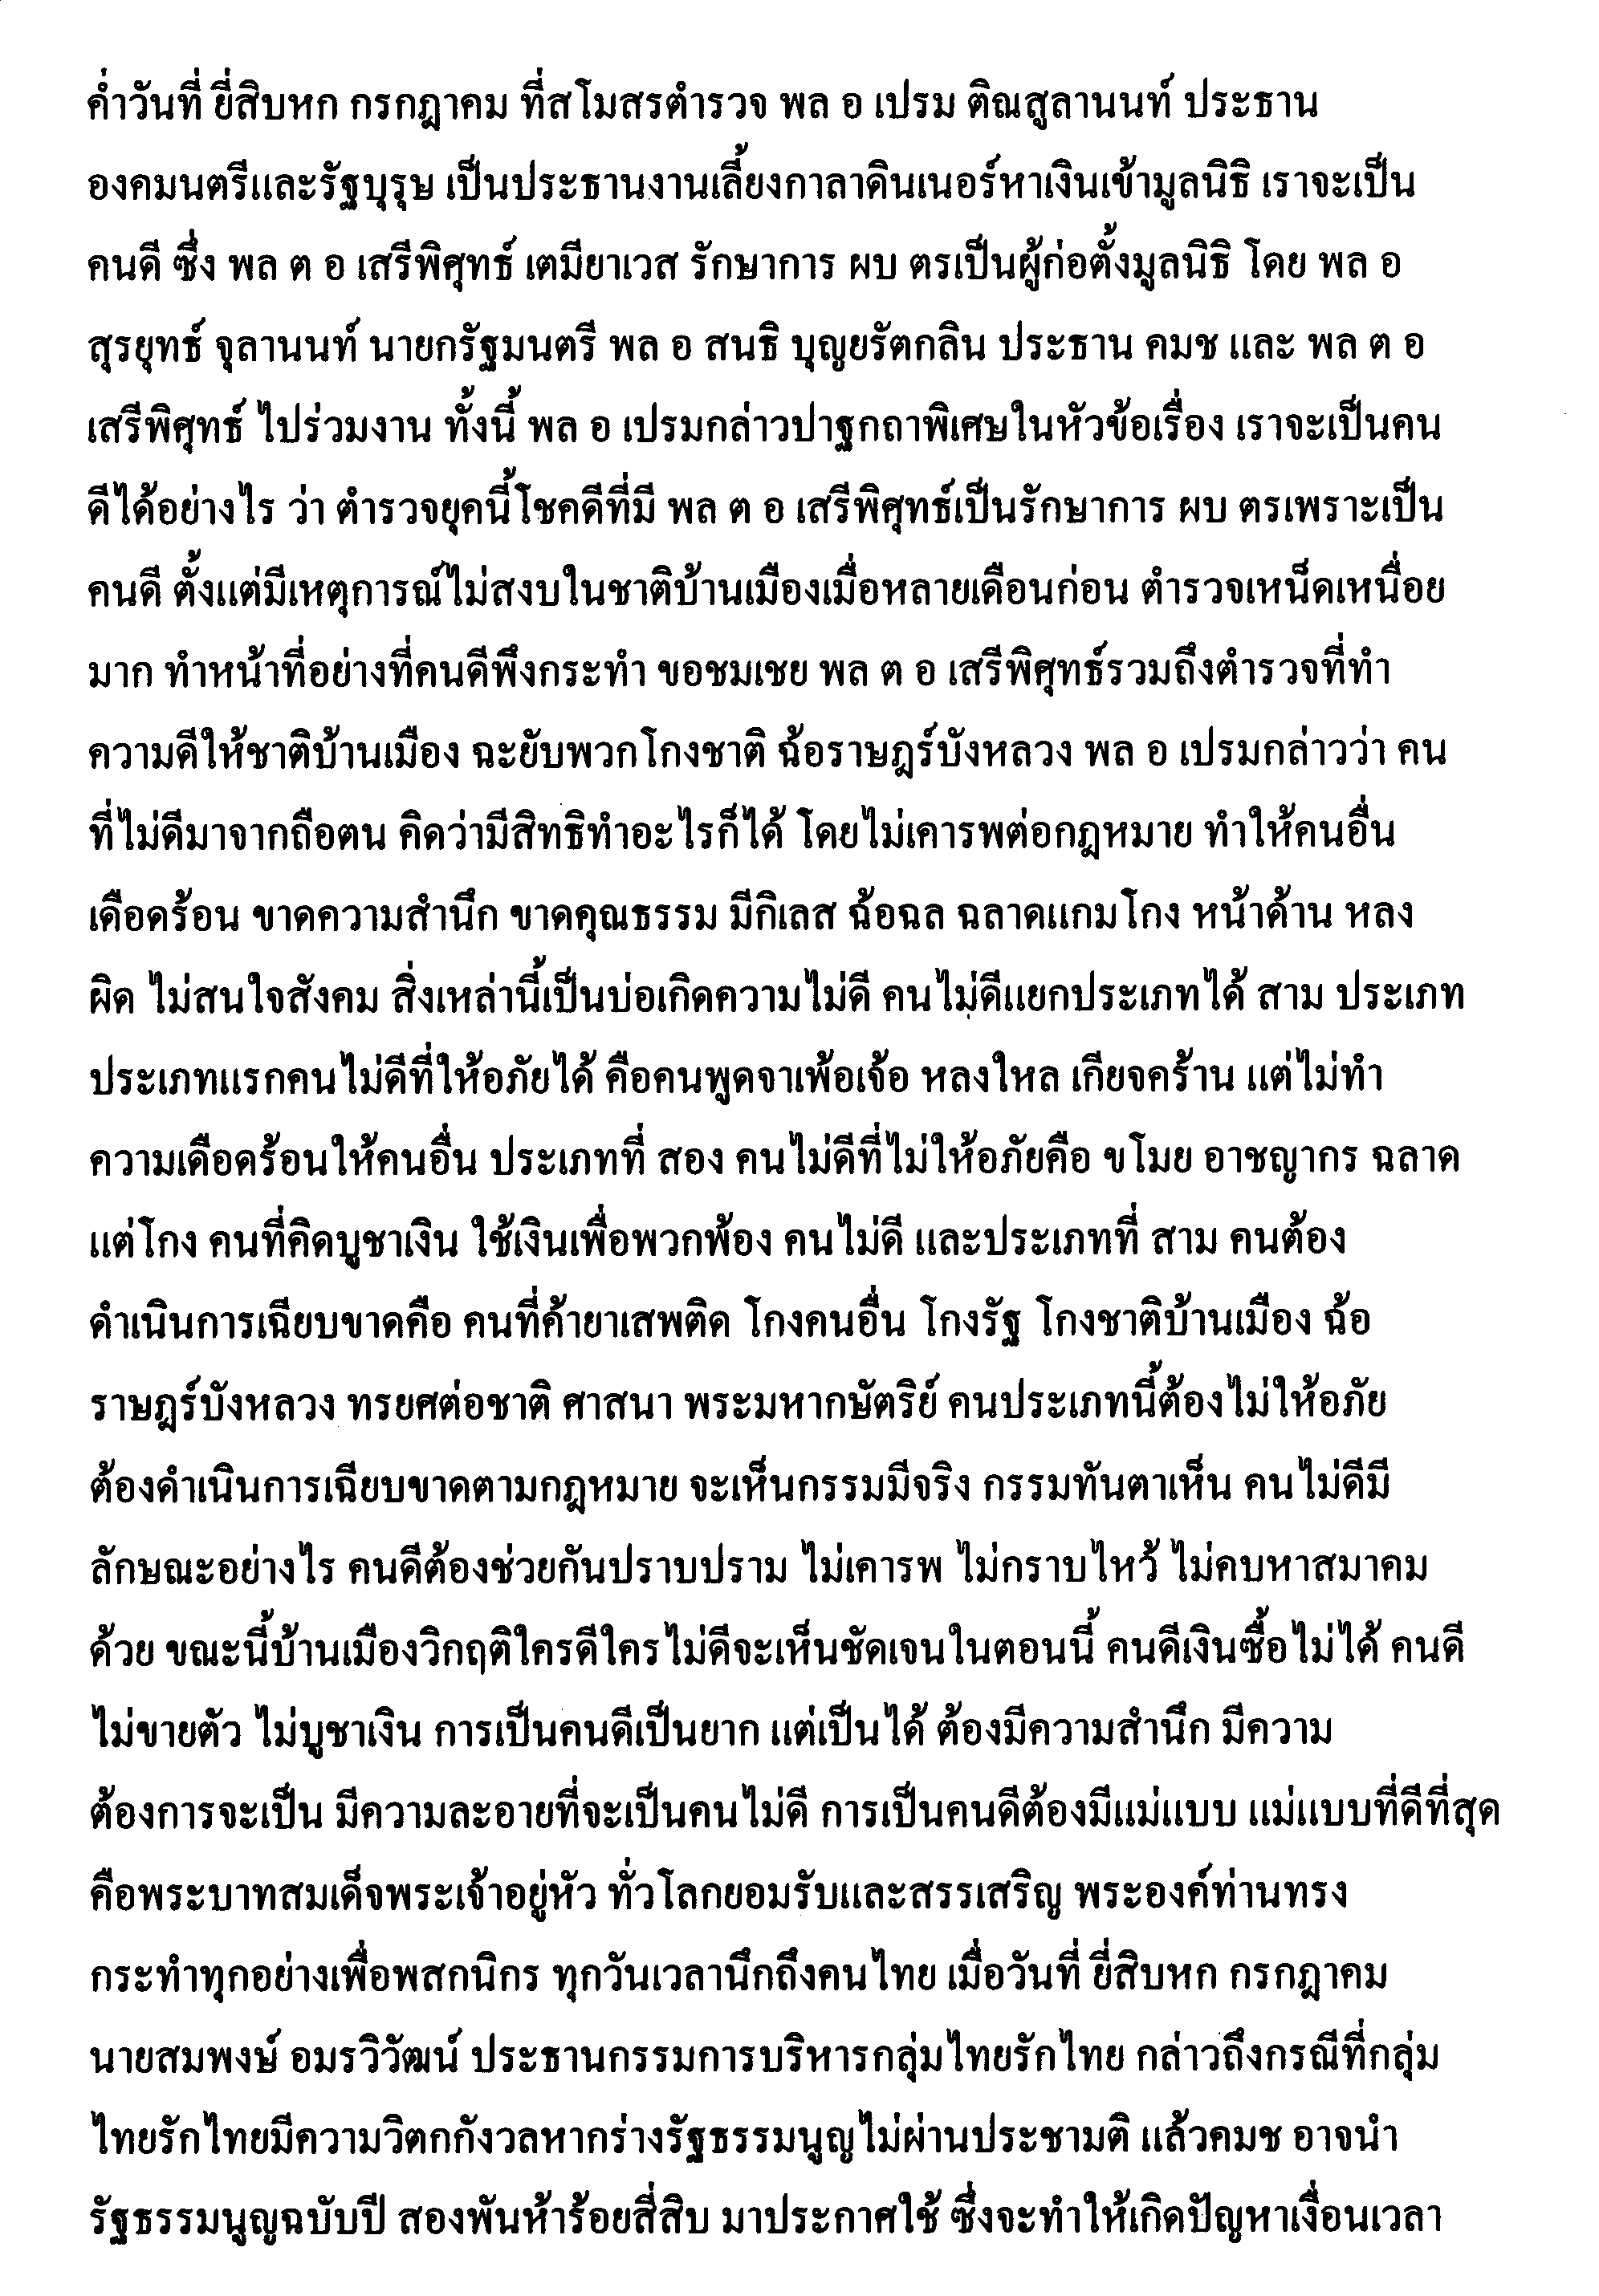 ค่ำวันที่ ยี่สิบหก กรกฎาคม ที่สโมสรตำรวจ พล อ เปรม ติณสูลานนท์ ประธาน
องคมนตรีและรัฐบุรุษ เป็นประธานงานเลี้ยงกาลาดินเนอร์หาเงินเข้ามูลนิธิ เราจะเป็น
คนดี ซึ่ง พล ต อ เสรีพิศุทธ์ เตมียาเวส รักษาการ ผบ ตรเป็นผู้ก่อตั้งมูลนิธิ โดย พล อ
สุรยุทธ์ จุลานนท์ นายกรัฐมนตรี พล อ สนธิ บุญยรัตกลิน ประธาน คมช และ พล ต อ
เสรีพิศุทธ์ ไปร่วมงาน ทั้งนี้ พล อ เปรมกล่าวปาฐกถาพิเศษในหัวข้อเรื่อง เราจะเป็นคน
ดีได้อย่างไร ว่า ตำรวจยุคนี้โชคดีที่มี พล ต อ เสรีพิศุทธ์เป็นรักษาการ ผบ ตรเพราะเป็น
คนดี ตั้งแต่มีเหตุการณ์ไม่สงบในชาติบ้านเมืองเมื่อหลายเดือนก่อน ตำรวจเหน็ดเหนื่อย
มาก ทำหน้าที่อย่างที่คนดีพึงกระทำ ขอชมเชย พล ต อ เสรีพิศุทธ์รวมถึงตำรวจที่ทำ
ความดีให้ชาติบ้านเมือง ฉะยับพวกโกงชาติ ฉ้อราษฎร์บังหลวง พล อ เปรมกล่าวว่า คน
ที่ไม่ดีมาจากถือตน คิดว่ามีสิทธิทำอะไรก็ได้ โดยไม่เคารพต่อกฎหมาย ทำให้คนอื่น
เดือดร้อน ขาดความสำนึก ขาดคุณธรรม มีกิเลส ฉ้อฉล ฉลาดแกมโกง หน้าด้าน หลง
ผิด ไม่สนใจสังคม สิ่งเหล่านี้เป็นบ่อเกิดความไม่ดี คนไม่ดีแยกประเภทได้ สาม ประเภท
ประเภทแรกคนไม่ดีที่ให้อภัยได้ คือคนพูดจาเพ้อเจ้อ หลงใหล เกียจคร้าน แต่ไม่ทำ
ความเดือดร้อนให้คนอื่น ประเภทที่ สอง คนไม่ดีที่ไม่ให้อภัยคือ ขโมย อาชญากร ฉลาด
แต่โกง คนที่คิดบูชาเงิน ใช้เงินเพื่อพวกพ้อง คนไม่ดี และประเภทที่ สาม คนต้อง
ดำเนินการเฉียบขาดคือ คนที่ค้ายาเสพติด โกงคนอื่น โกงรัฐ โกงชาติบ้านเมือง ฉ้อ
ราษฎร์บังหลวง ทรยศต่อชาติ ศาสนา พระมหากษัตริย์ คนประเภทนี้ต้องไม่ให้อภัย
ต้องดำเนินการเฉียบขาดตามกฎหมาย จะเห็นกรรมมีจริง กรรมทันตาเห็น คนไม่ดีมี
ลักษณะอย่างไร คนดีต้องช่วยกันปราบปราม ไม่เคารพ ไม่กราบไหว้ ไม่คบหาสมาคม
ด้วย ขณะนี้บ้านเมืองวิกฤติใครดีใครไม่ดีจะเห็นชัดเจนในตอนนี้ คนดีเงินซื้อไม่ได้ คนดี
ไม่ขายตัว ไม่บูชาเงิน การเป็นคนดีเป็นยาก แต่เป็นได้ ต้องมีความสำนึก มีความ
ต้องการจะเป็น มีความละอายที่จะเป็นคนไม่ดี การเป็นคนดีต้องมีแม่แบบ แม่แบบที่ดีที่สุด
คือพระบาทสมเด็จพระเจ้าอยู่หัว ทั่วโลกยอมรับและสรรเสริญ พระองค์ท่านทรง
กระทำทุกอย่างเพื่อพสกนิกร ทุกวันเวลานึกถึงคนไทย เมื่อวันที่ ยี่สิบหก กรกฎาคม
นายสมพงษ์ อมรวิวัฒน์ ประธานกรรมการบริหารกลุ่มไทยรักไทย กล่าวถึงกรณีที่กลุ่ม
ไทยรักไทยมีความวิตกกังวลหากร่างรัฐธรรมนูญไม่ผ่านประชามติ แล้วคมช อาจนำ
รัฐธรรมนูญฉบับปี สองพันห้าร้อยสี่สิบ มาประกาศใช้ ซึ่งจะทำให้เกิดปัญหาเงื่อนเวลา